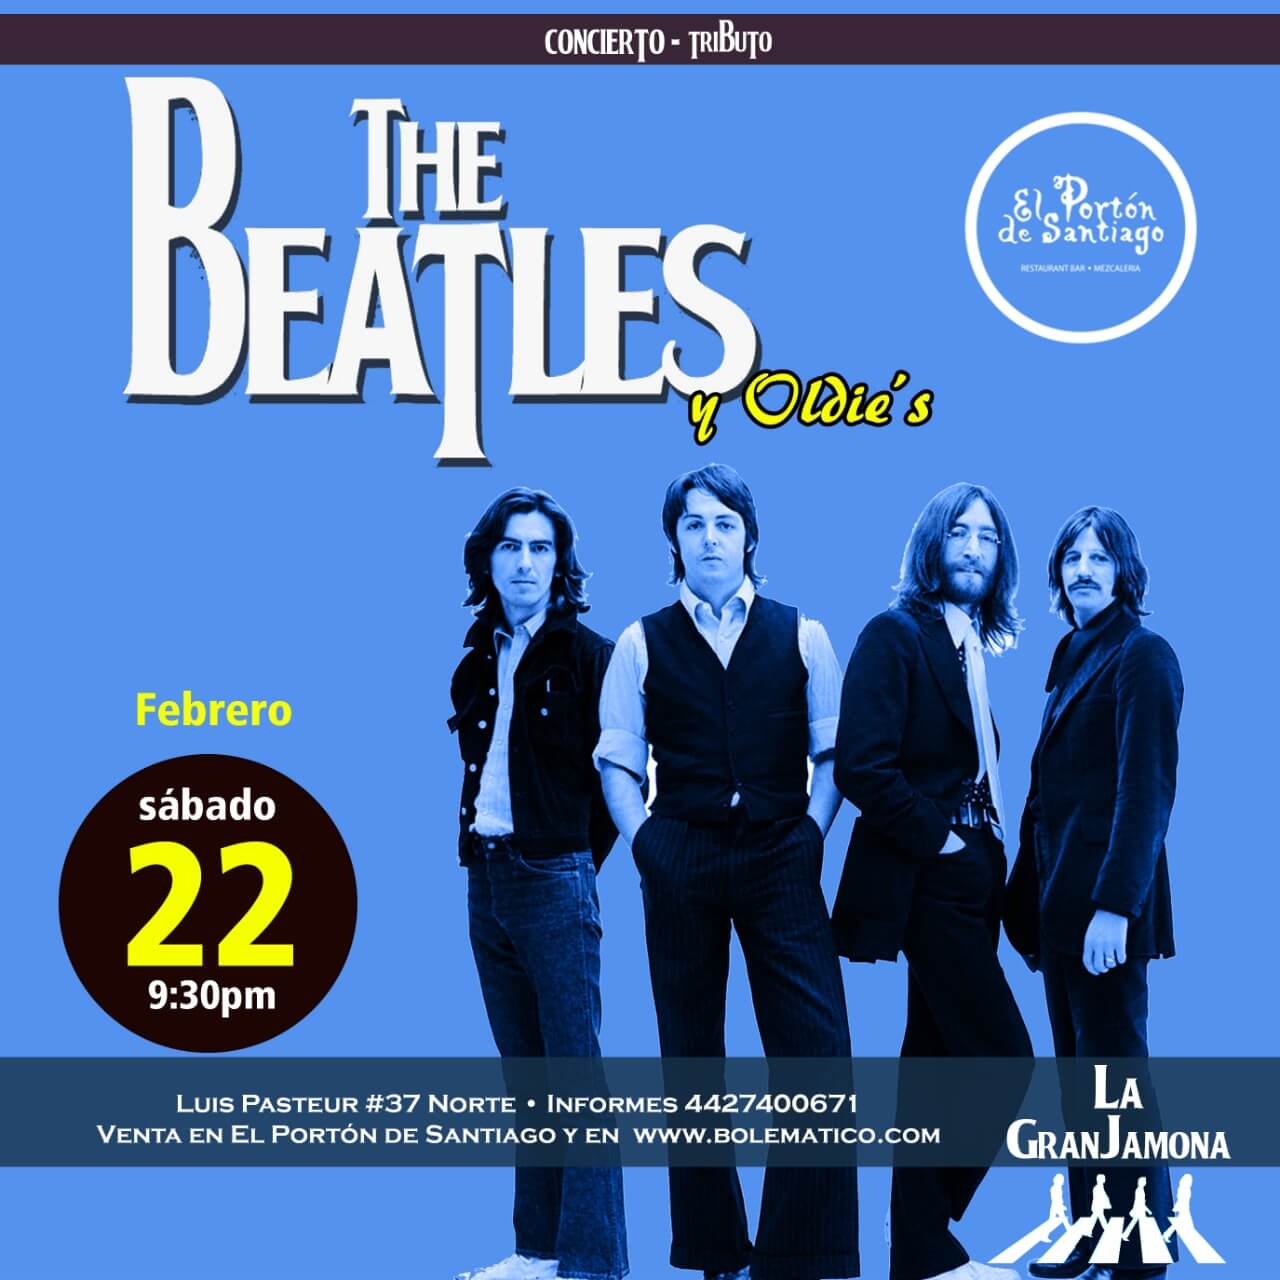 CONCIERTO - TRIBUTO
THE
BEATLES
y Oldié´s
El Portón
de Santiago
RESTAURANT BAR • MEZCALERIA
Febrero
sábado
22
9:30pm
LUIS PASTEUR #37 NORTE • INFORMES 4427400671
VENTA EN EL PORTÓN DE SANTIAGO Y EN WWW.BOLEMATICO.COM
LA
GRANJAMONA